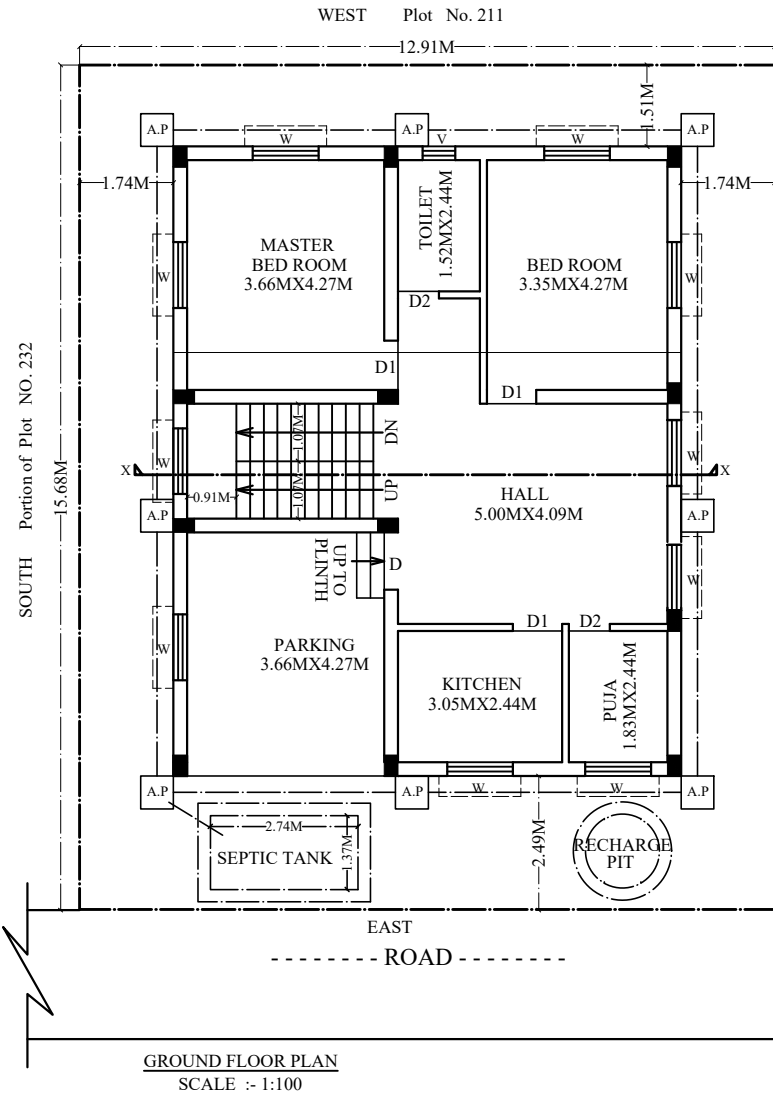 WEST Plot No. 211
12.91M
1.51M
A.P
A.P
A.P
W
V
W
1.74M
1.74M
TOILET
1.52MX2.44M
MASTER
BED ROOM
3.66MX4.27M
BED ROOM
3.35MX4.27M
W
W
D2
D1
D1
SOUTH Portion of Plot NO. 232
15.68M
1.07M
DN
W
W
X
X
0.91M
1.07M
UP
HALL
5.00MX4.09M
A.P
A.P
UP TO
PLINTH
D
W
D1
D2
W
PARKING
3.66MX4.27M
KITCHEN
3.05MX2.44M
PUJA
1.83MX2.44M
A.P
A.P
A.P
W
W
2.74M
1.37M
SEPTIC TANK
2.49M
RECHARGE
PIT
EAST
- - - - - - - - ROAD - - - - - - - -
GROUND FLOOR PLAN
SCALE :- 1:100